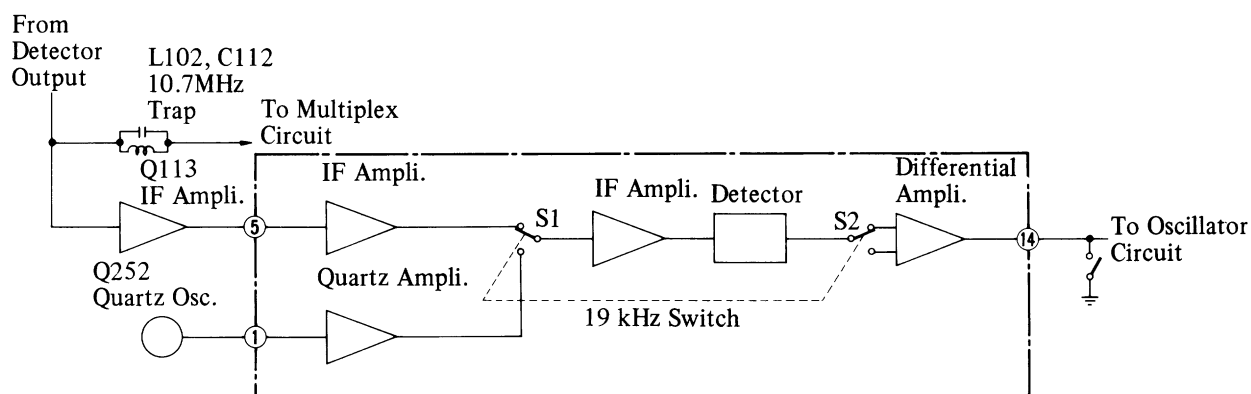 From
Detector
Output
L102, C112
10.7MHz
Trap
To Multiplex
Circuit
Q113
IF Ampli.
IF Ampli.
IF Ampli.
Detector
Differential
Ampli.
5
S1
S2
14
To Oscillator
Circuit
Q252
Quartz Osc.
Quartz Ampli.
1
19 kHz Switch